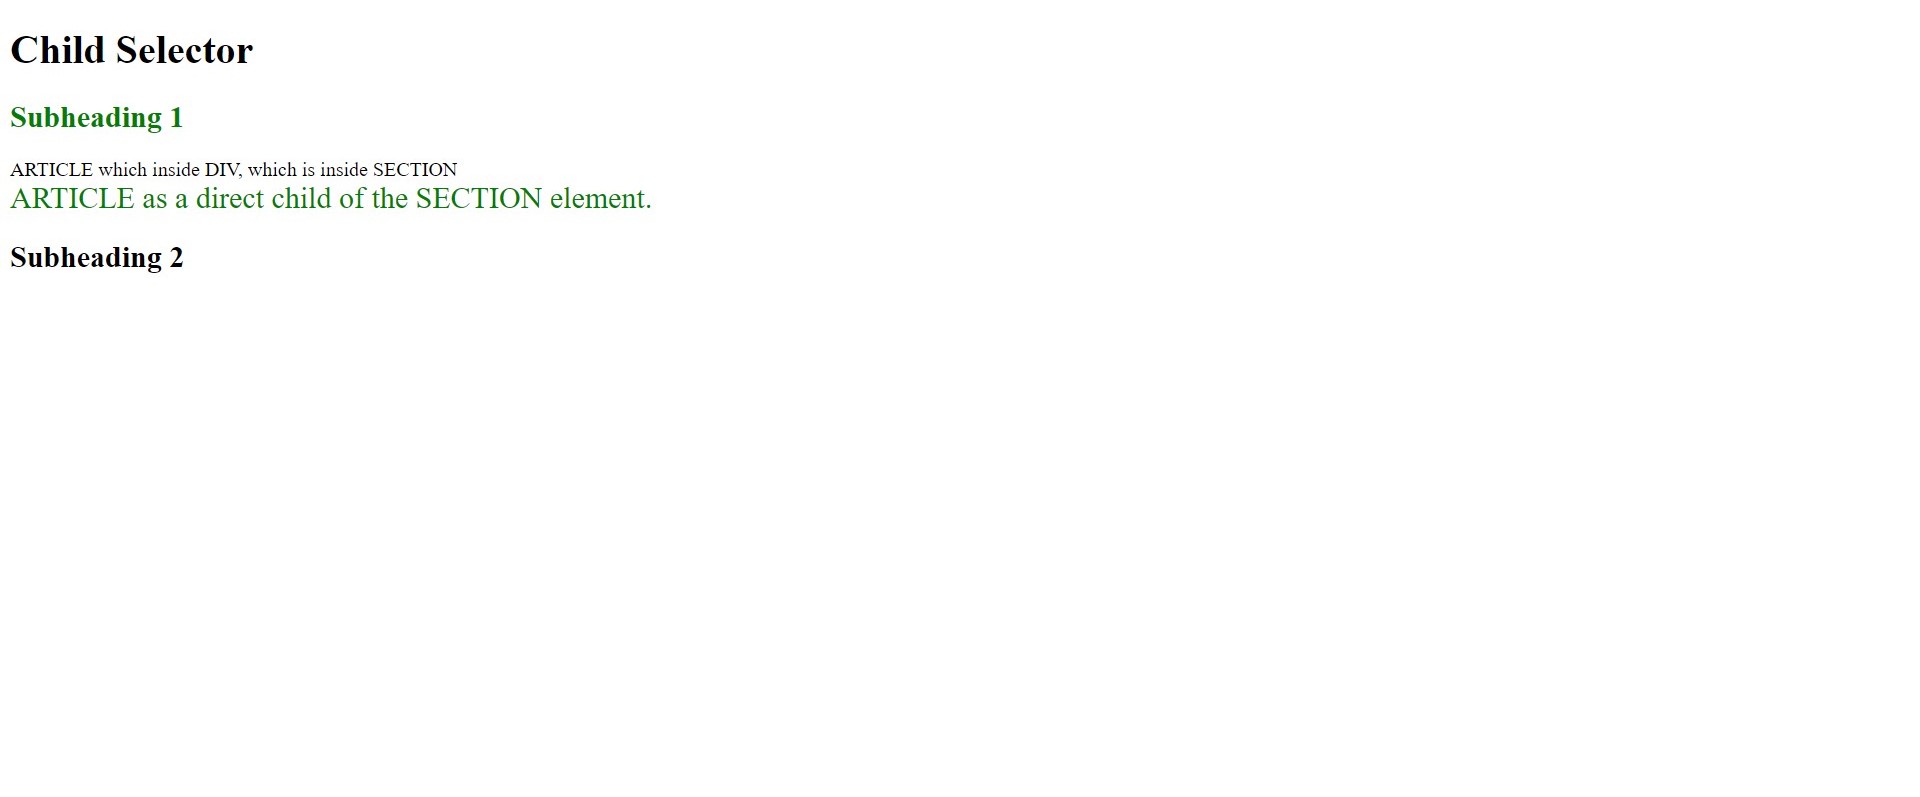 Child Selector
Subheading 1
ARTICLE which inside DIV, which is inside SECTION
ARTICLE as a direct child of the SECTION element.
Subheading 2